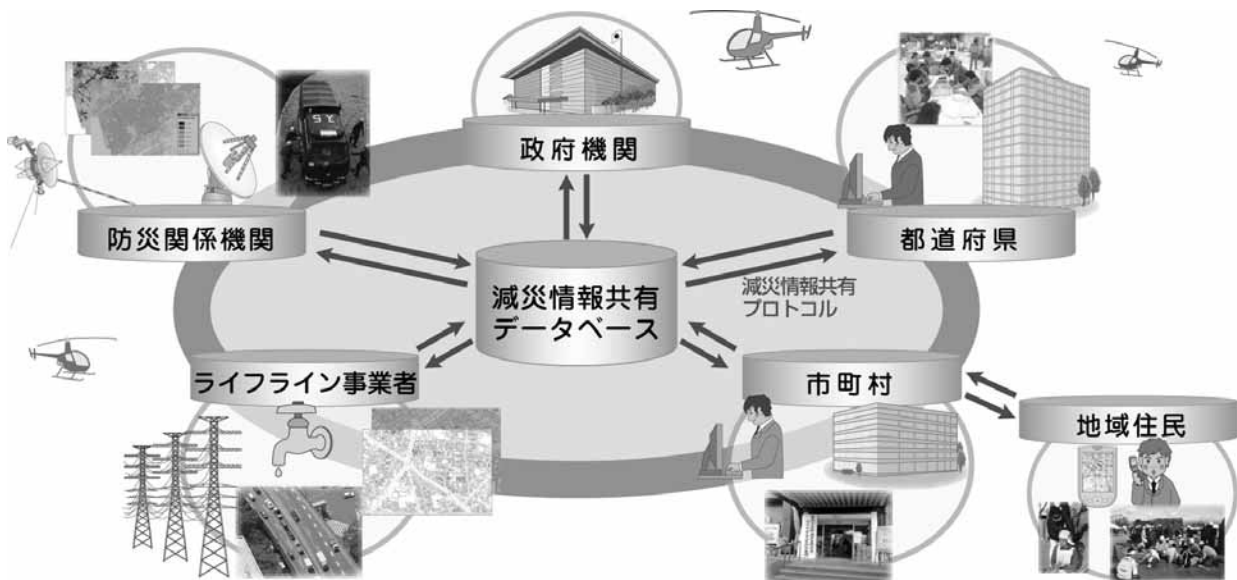 政府機関
防災関係機関
都道府県
減災情報共有
データベース
減災情報共有
プロトコル
ライフライン事業者
市町村
地域住民